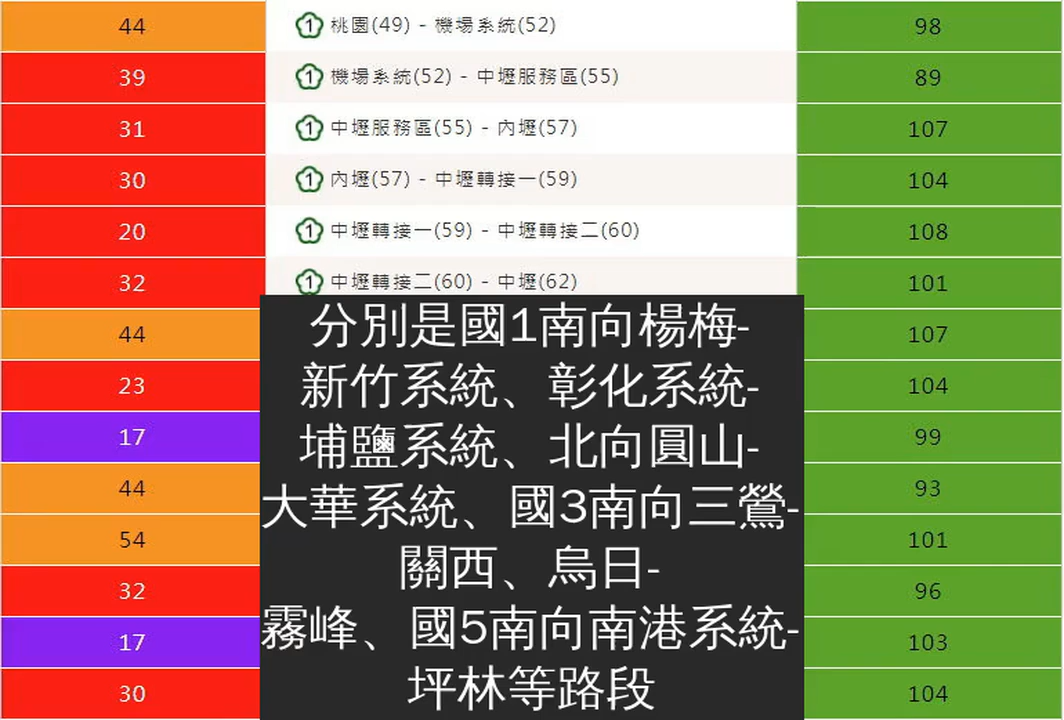 44 1 桃園(49) - 機場系統(52) 98
39 1 機場系統(52) - 中壢服務區(55) 89
31 1 中壢服務區(55) - 內壢(57) 107
30 1 內壢(57) - 中壢轉接一(59) 104
20 1 中壢轉接一(59) - 中壢轉接二(60) 108
32 1 中壢轉接二(60) - 中壢(62) 101
44 107
23 104
17 99
44 93
54 101
32 96
17 103
30 104
分別是國1南向楊梅-
新竹系統、彰化系統-
埔鹽系統、北向圓山-
大華系統、國3南向三鶯-
關西、烏日-
霧峰、國5南向南港系統-
坪林等路段